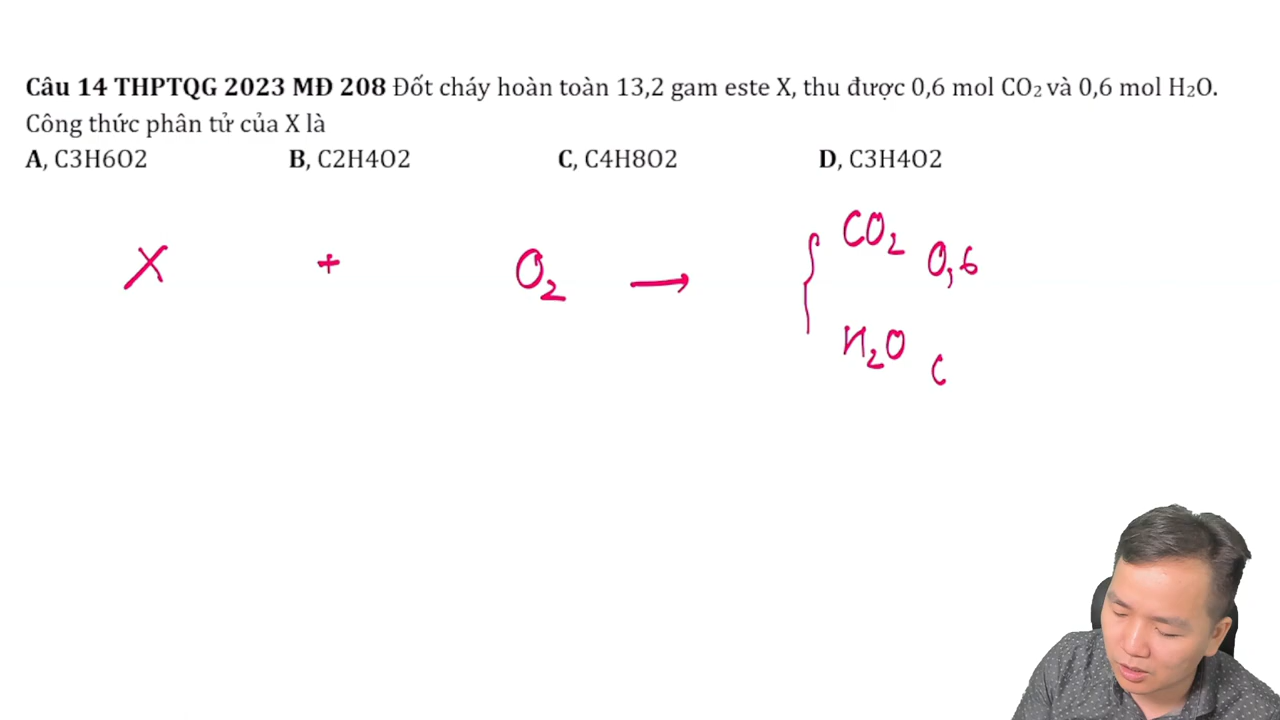 Câu 14 THPTQG 2023 MĐ 208 Đốt cháy hoàn toàn 13,2 gam este X, thu được 0,6 mol CO₂ và 0,6 mol H₂O.
Công thức phân tử của X là
A, C3H6O2 B, C2H4O2 C, C4H8O2 D, C3H4O2
X + O₂ → { CO₂ 0,6
H₂O